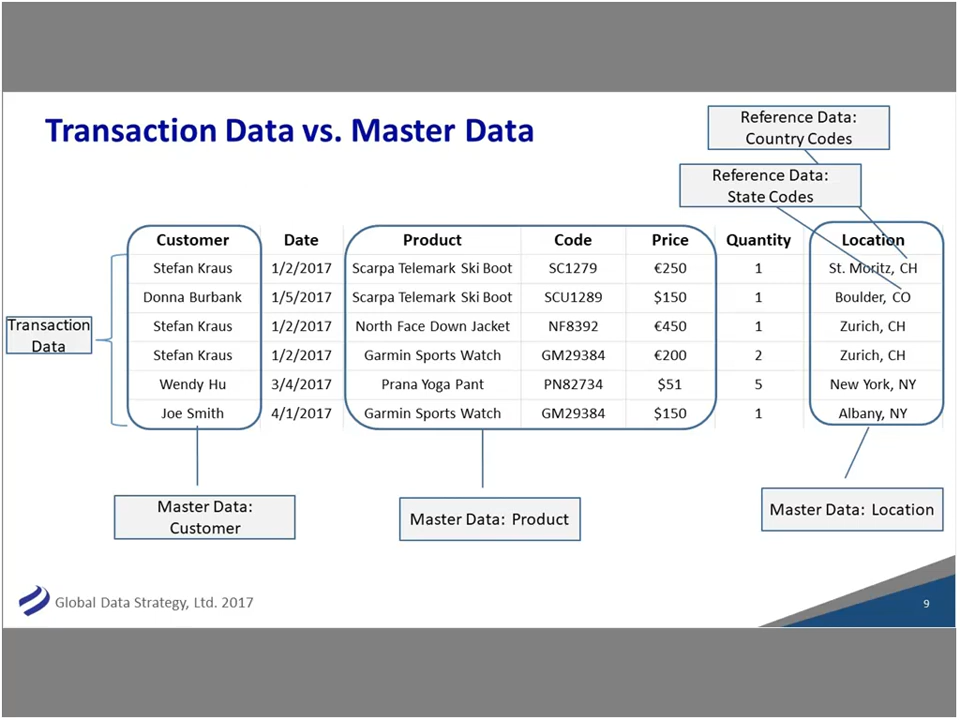 Transaction Data vs. Master Data
Reference Data:
Country Codes
Reference Data:
State Codes
Customer Date Product Code Price Quantity Location
Stefan Kraus 1/2/2017 Scarpa Telemark Ski Boot SC1279 €250 1 St. Moritz, CH
Donna Burbank 1/5/2017 Scarpa Telemark Ski Boot SCU1289 $150 1 Boulder, CO
Stefan Kraus 1/2/2017 North Face Down Jacket NF8392 €450 1 Zurich, CH
Stefan Kraus 1/2/2017 Garmin Sports Watch GM29384 €200 2 Zurich, CH
Wendy Hu 3/4/2017 Prana Yoga Pant PN82734 $51 5 New York, NY
Joe Smith 4/1/2017 Garmin Sports Watch GM29384 $150 1 Albany, NY
Transaction
Data
Master Data:
Customer
Master Data: Product
Master Data: Location
Global Data Strategy, Ltd. 2017
9